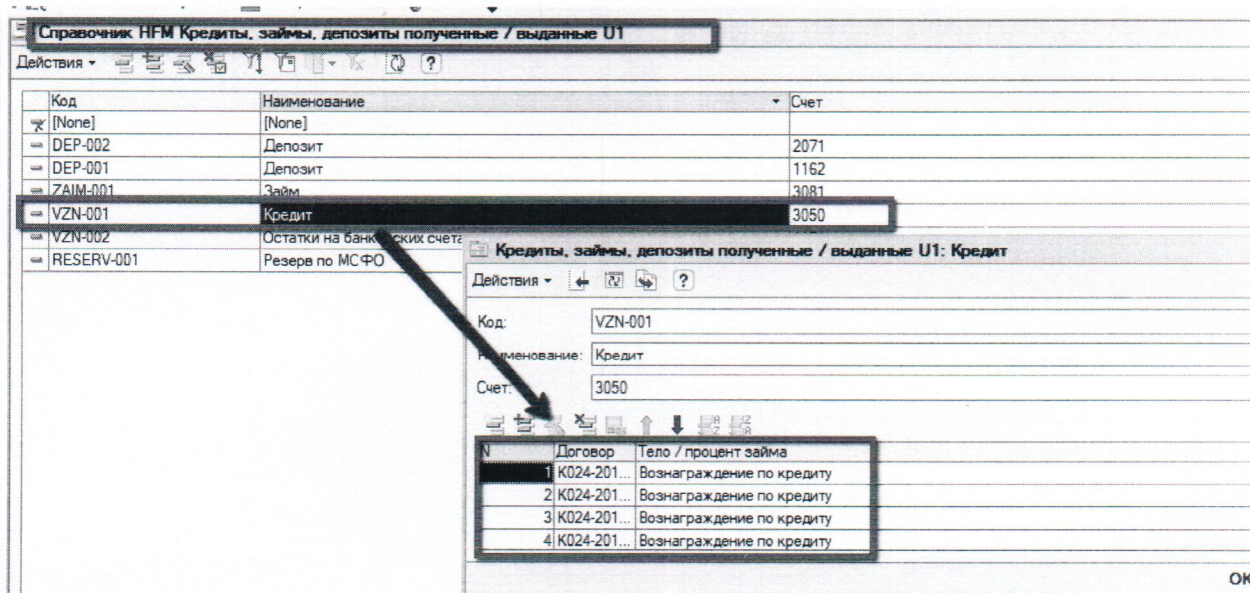 Справочник HFM Кредиты, займы, депозиты полученные / выданные U1
Действия
Код Наименование Счет
[None] [None]
DEP-002 Депозит 2071
DEP-001 Депозит 1162
ZAIM-001 Займ 3081
VZN-001 Кредит 3050
VZN-002 Остатки на банковских счета
RESERV-001 Резерв по МСФО
Кредиты, займы, депозиты полученные / выданные U1: Кредит
Действия
Код: VZN-001
Наименование: Кредит
Счет: 3050
N Договор Тело / процент займа
1 К024-201... Вознаграждение по кредиту
2 К024-201... Вознаграждение по кредиту
3 К024-201... Вознаграждение по кредиту
4 К024-201... Вознаграждение по кредиту
OK